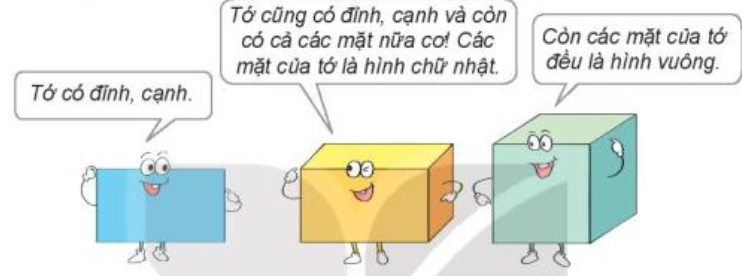 Tớ có đỉnh, cạnh.
Tớ cũng có đỉnh, cạnh và còn
có cả các mặt nữa cơ! Các
mặt của tớ là hình chữ nhật.
Còn các mặt của tớ
đều là hình vuông.